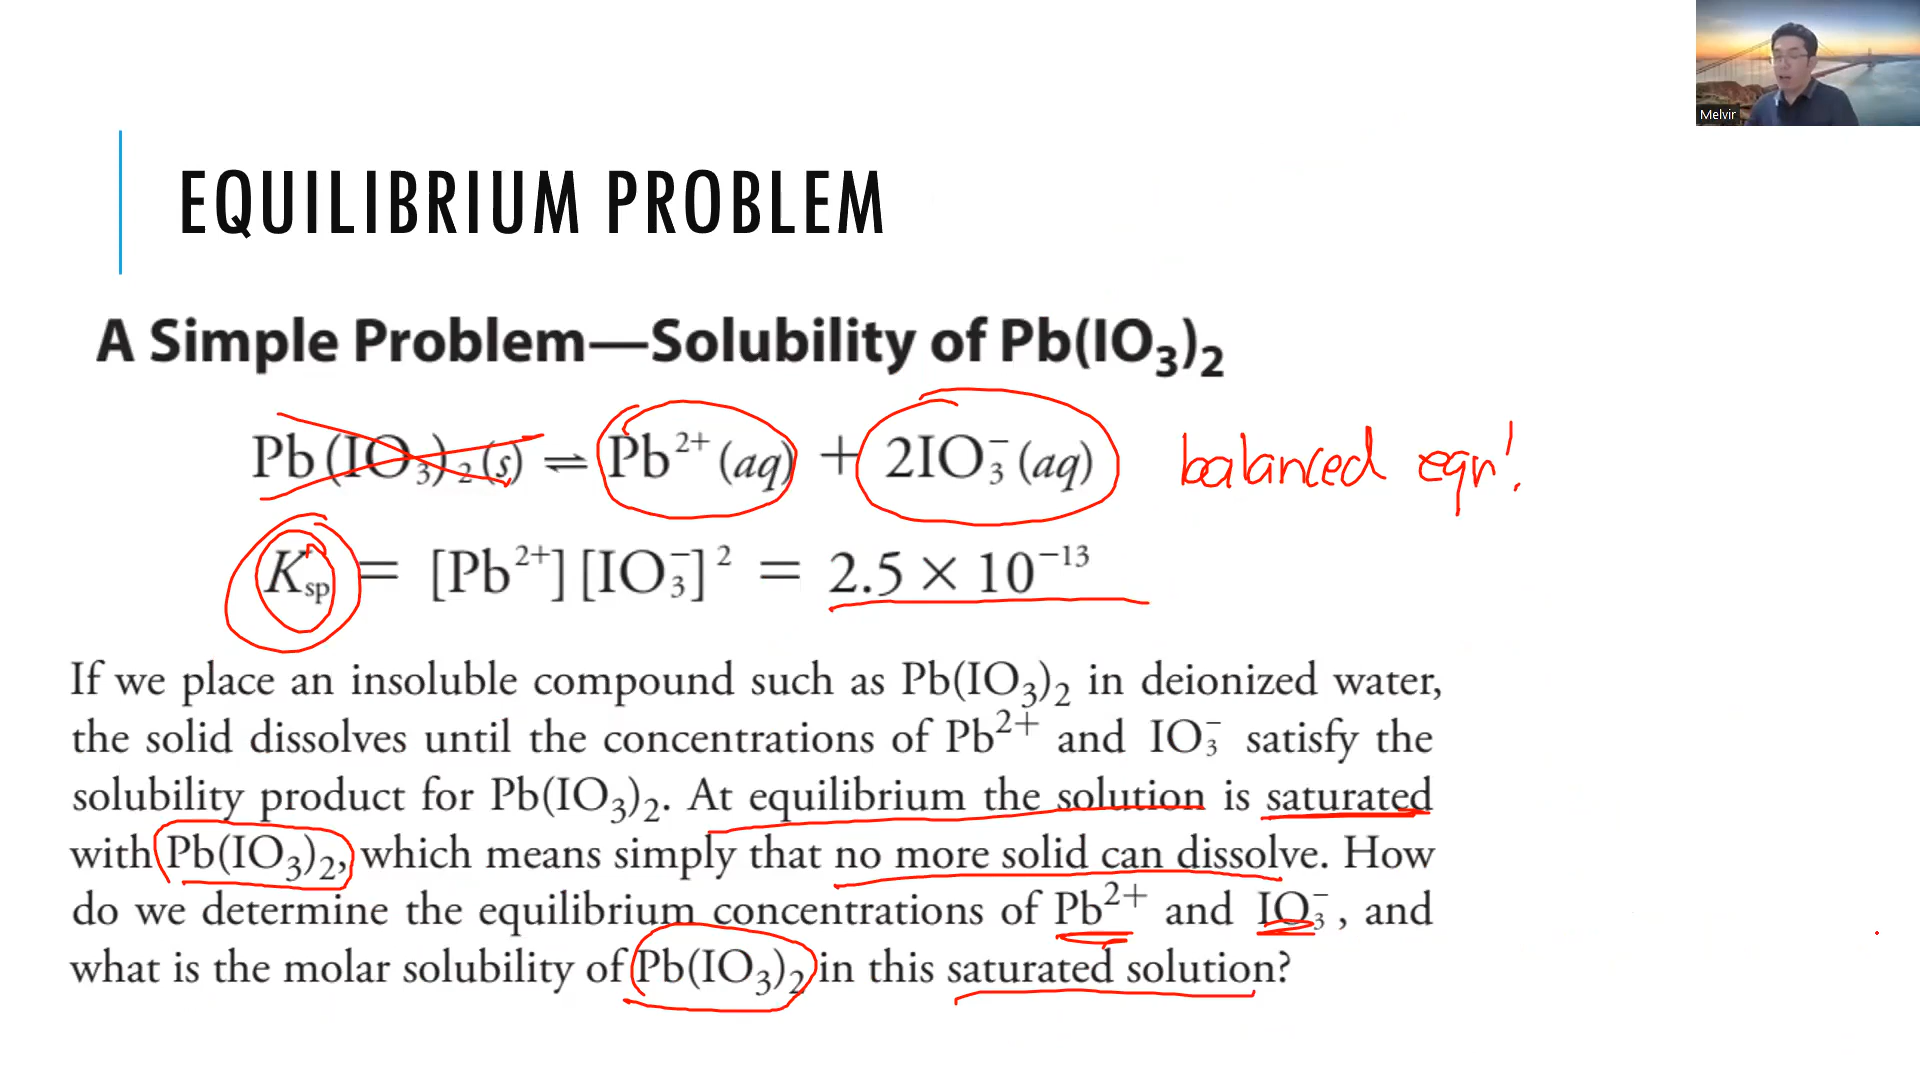 Melvir
EQUILIBRIUM PROBLEM
A Simple Problem—Solubility of Pb(IO₃)₂
Pb(IO₃)₂(s) ⇌ Pb²⁺(aq) + 2IO₃⁻(aq) balanced eqn!
Kₛₚ = [Pb²⁺][IO₃⁻]² = 2.5 × 10⁻¹³
If we place an insoluble compound such as Pb(IO₃)₂ in deionized water,
the solid dissolves until the concentrations of Pb²⁺ and IO₃⁻ satisfy the
solubility product for Pb(IO₃)₂. At equilibrium the solution is saturated
with Pb(IO₃)₂, which means simply that no more solid can dissolve. How
do we determine the equilibrium concentrations of Pb²⁺ and IO₃⁻, and
what is the molar solubility of Pb(IO₃)₂ in this saturated solution?